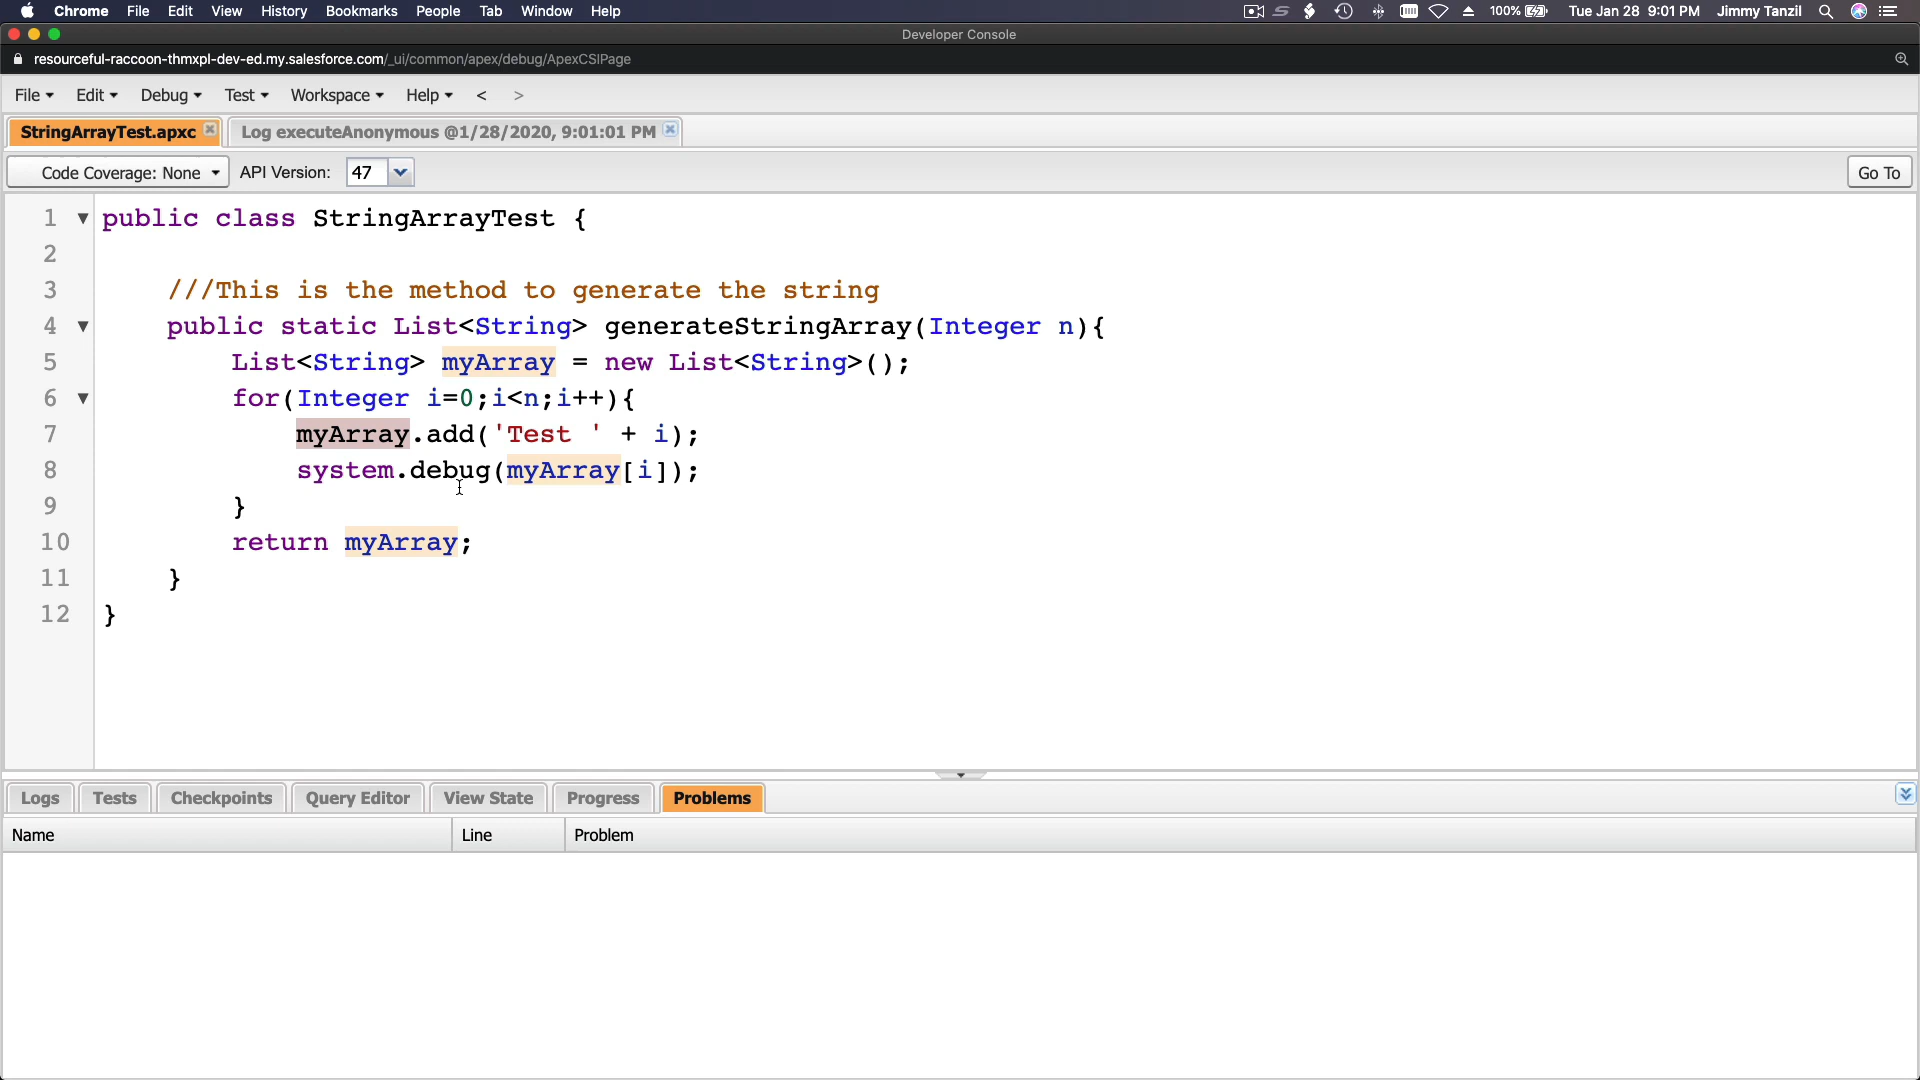 Chrome File Edit View History Bookmarks People Tab Window Help 100% Tue Jan 28 9:01 PM Jimmy Tanzil
Developer Console
resourceful-raccoon-thmxpl-dev-ed.my.salesforce.com/_ui/common/apex/debug/ApexCSIPage
File Edit Debug Test Workspace Help < >
StringArrayTest.apxc Log executeAnonymous @1/28/2020, 9:01:01 PM
Code Coverage: None API Version: 47 Go To
1 public class StringArrayTest {
2
3 ///This is the method to generate the string
4 public static List<String> generateStringArray(Integer n){
5 List<String> myArray = new List<String>();
6 for(Integer i=0;i<n;i++){
7 myArray.add('Test ' + i);
8 system.debug(myArray[i]);
9 }
10 return myArray;
11 }
12 }
Logs Tests Checkpoints Query Editor View State Progress Problems
Name Line Problem